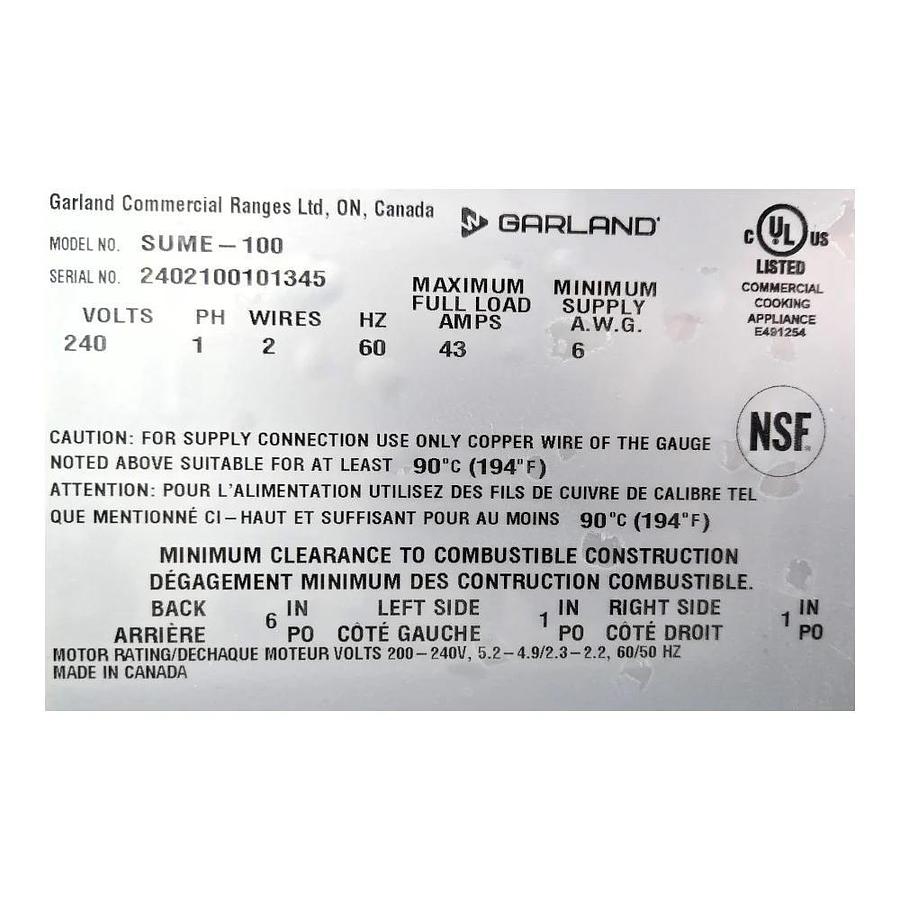 Garland Commercial Ranges Ltd, ON, Canada
GARLAND
MODEL NO. SUME-100
SERIAL NO. 2402100101345
C UL US
LISTED
COMMERCIAL
COOKING
APPLIANCE
E491254
VOLTS PH WIRES HZ MAXIMUM FULL LOAD AMPS MINIMUM SUPPLY A.W.G.
240 1 2 60 43 6
NSF
CAUTION: FOR SUPPLY CONNECTION USE ONLY COPPER WIRE OF THE GAUGE
NOTED ABOVE SUITABLE FOR AT LEAST 90°C (194°F)
ATTENTION: POUR L'ALIMENTATION UTILISEZ DES FILS DE CUIVRE DE CALIBRE TEL
QUE MENTIONNÉ CI-HAUT ET SUFFISANT POUR AU MOINS 90°C (194°F)
MINIMUM CLEARANCE TO COMBUSTIBLE CONSTRUCTION
DÉGAGEMENT MINIMUM DES CONTRUCTION COMBUSTIBLE.
BACK 6 IN LEFT SIDE 1 IN RIGHT SIDE 1 IN
ARRIÈRE PO CÔTÉ GAUCHE PO CÔTÉ DROIT PO
MOTOR RATING/DECHAQUE MOTEUR VOLTS 200-240V, 5.2-4.9/2.3-2.2, 60/50 HZ
MADE IN CANADA